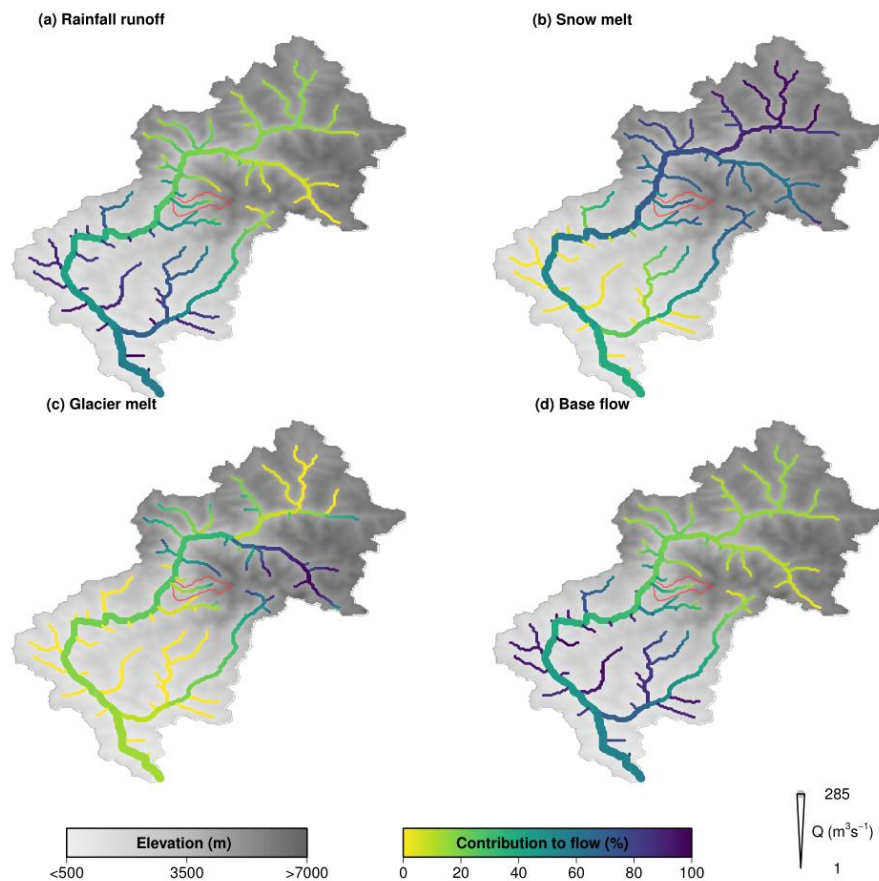 (a) Rainfall runoff
(b) Snow melt
(c) Glacier melt
(d) Base flow
Elevation (m)
<500 3500 >7000
Contribution to flow (%)
0 20 40 60 80 100
285
Q (m³s⁻¹)
1